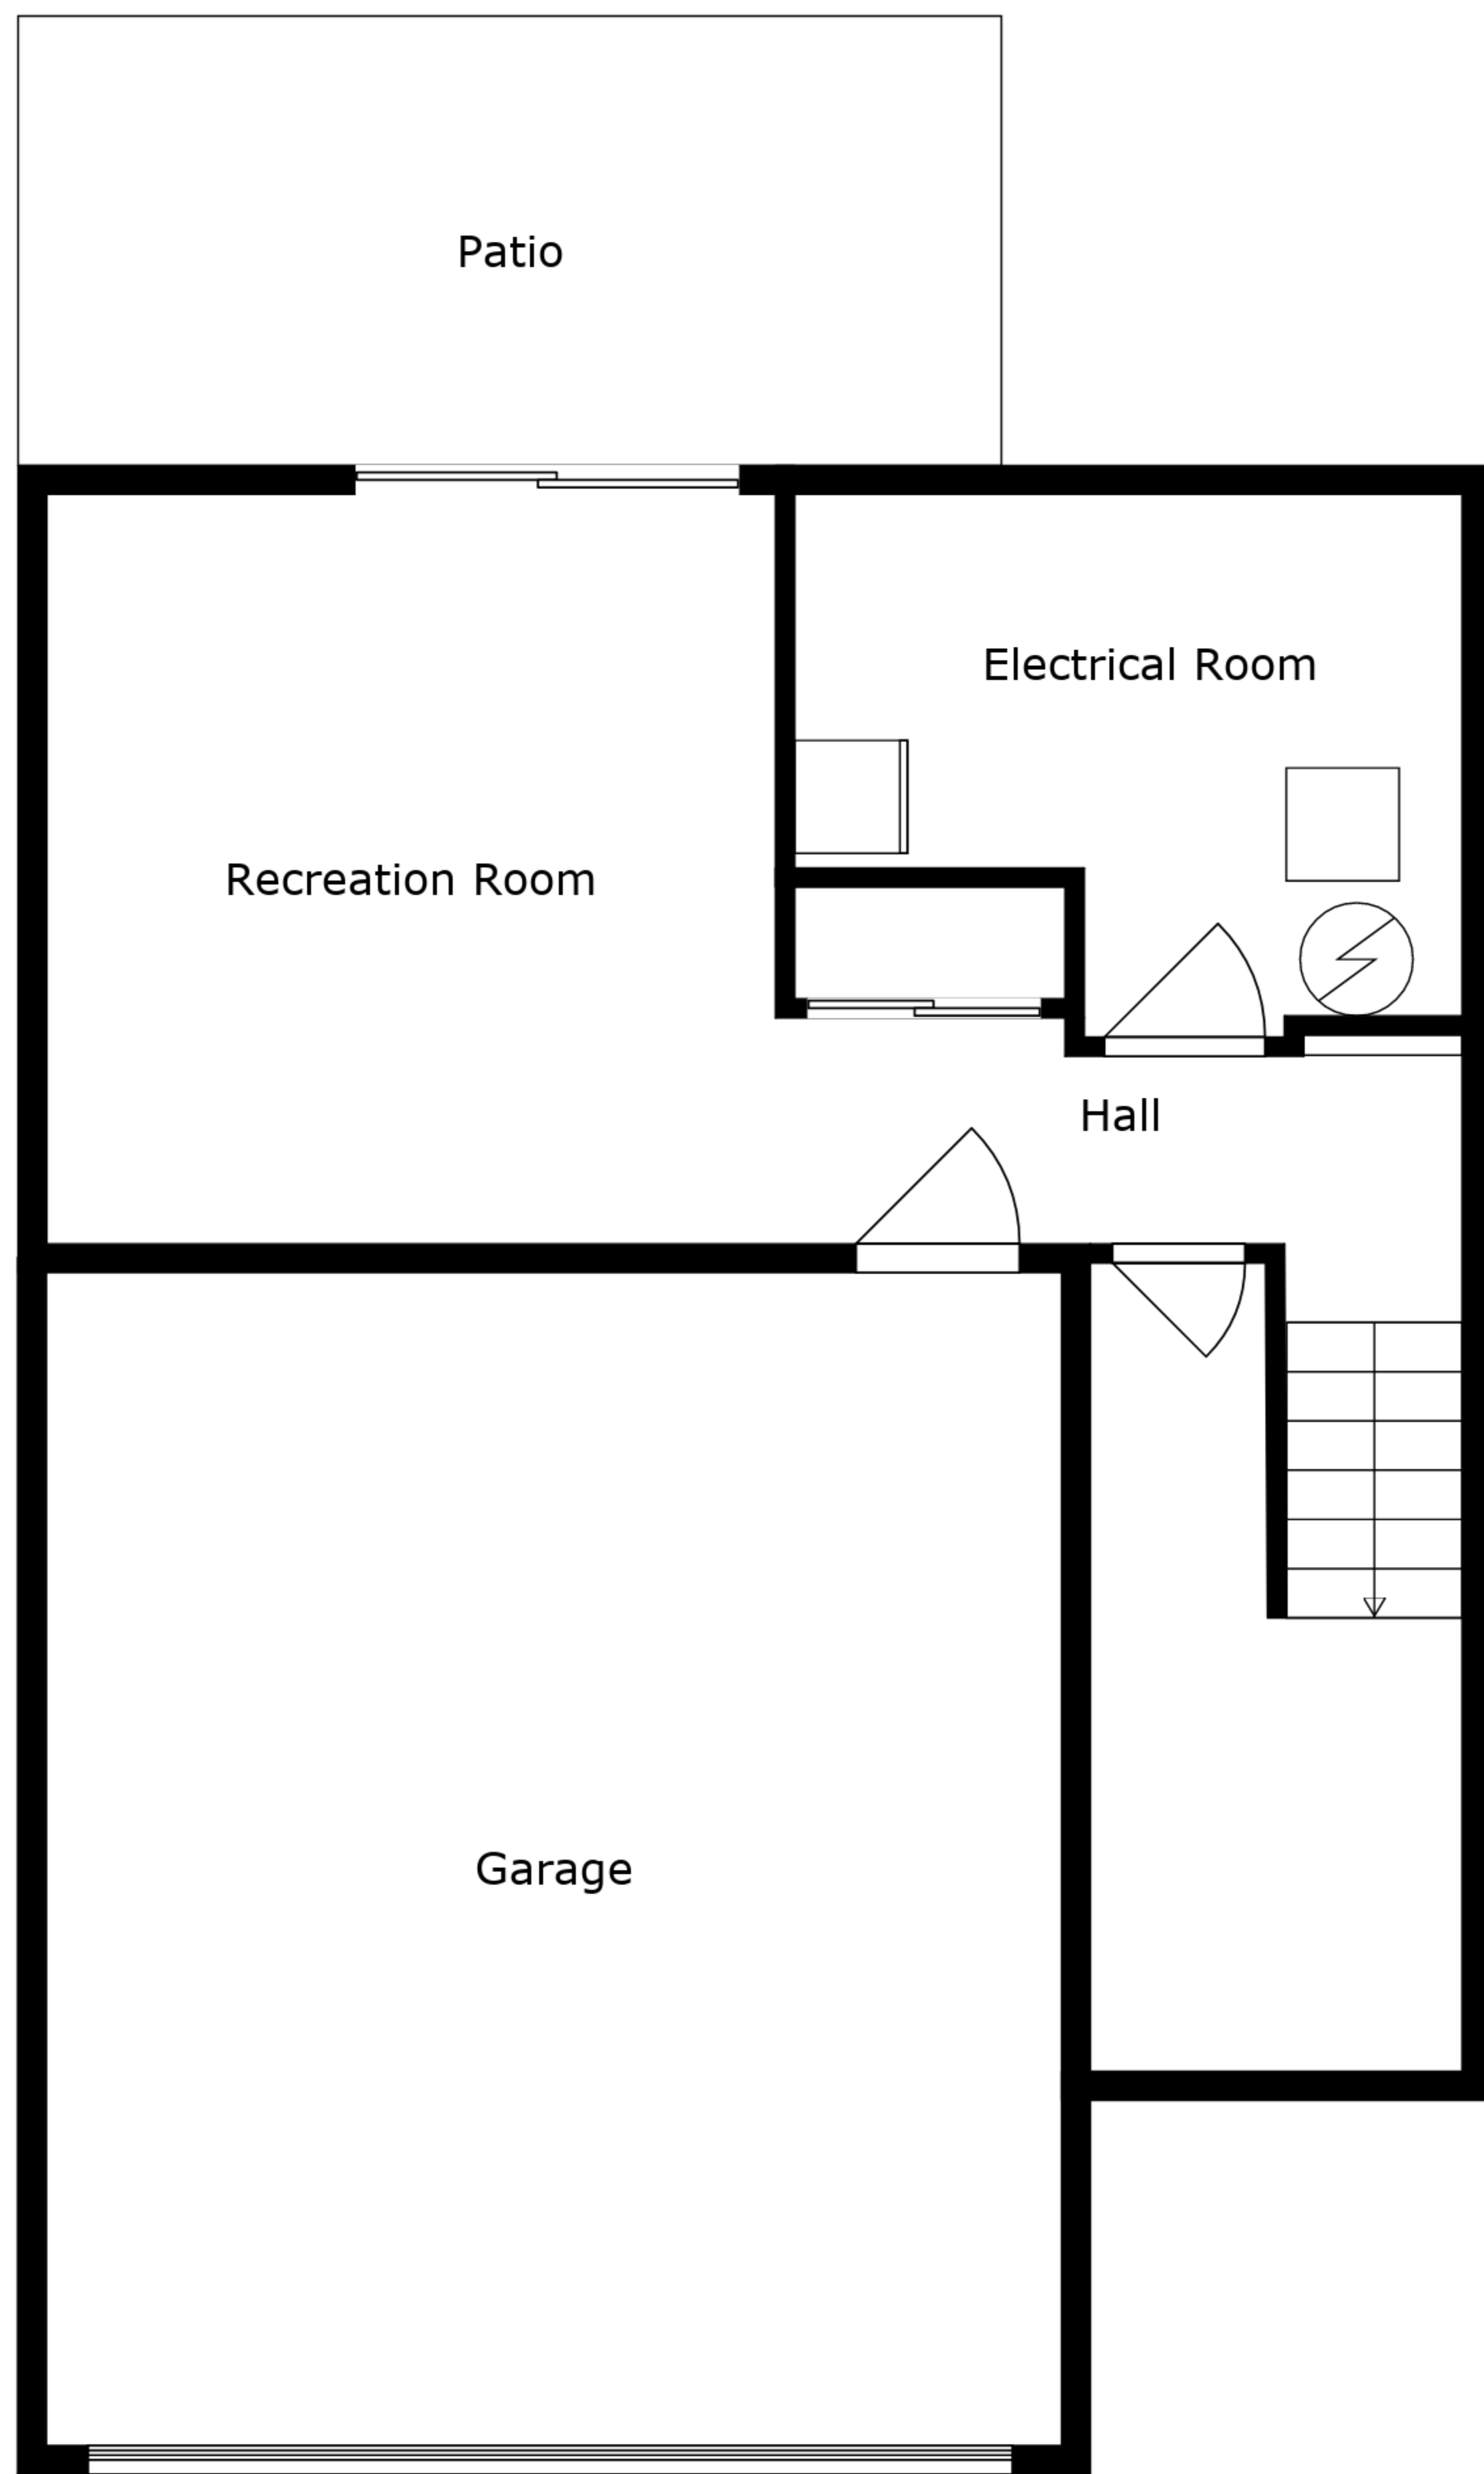 Patio
Electrical Room
Recreation Room
Hall
Garage